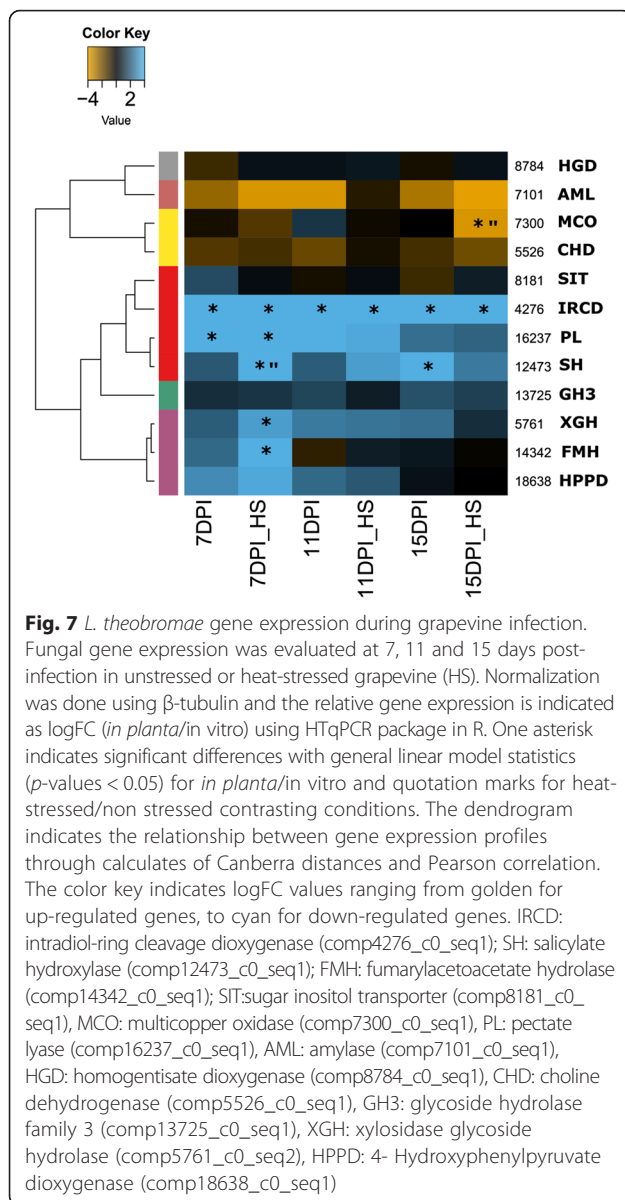 Color Key
−4 2
Value
8784 HGD
7101 AML
7300 MCO
* "
5526 CHD
8181 SIT
* * * * * * 4276 IRCD
* * 16237 PL
* " * 12473 SH
13725 GH3
* 5761 XGH
* 14342 FMH
18638 HPPD
7DPI
7DPI_HS
11DPI
11DPI_HS
15DPI
15DPI_HS
Fig. 7 L. theobromae gene expression during grapevine infection.
Fungal gene expression was evaluated at 7, 11 and 15 days post-
infection in unstressed or heat-stressed grapevine (HS). Normalization
was done using β-tubulin and the relative gene expression is indicated
as logFC (in planta/in vitro) using HTqPCR package in R. One asterisk
indicates significant differences with general linear model statistics
(p-values < 0.05) for in planta/in vitro and quotation marks for heat-
stressed/non stressed contrasting conditions. The dendrogram
indicates the relationship between gene expression profiles
through calculates of Canberra distances and Pearson correlation.
The color key indicates logFC values ranging from golden for
up-regulated genes, to cyan for down-regulated genes. IRCD:
intradiol-ring cleavage dioxygenase (comp4276_c0_seq1); SH: salicylate
hydroxylase (comp12473_c0_seq1); FMH: fumarylacetoacetate hydrolase
(comp14342_c0_seq1); SIT:sugar inositol transporter (comp8181_c0_
seq1), MCO: multicopper oxidase (comp7300_c0_seq1), PL: pectate
lyase (comp16237_c0_seq1), AML: amylase (comp7101_c0_seq1),
HGD: homogentisate dioxygenase (comp8784_c0_seq1), CHD: choline
dehydrogenase (comp5526_c0_seq1), GH3: glycoside hydrolase
family 3 (comp13725_c0_seq1), XGH: xylosidase glycoside
hydrolase (comp5761_c0_seq2), HPPD: 4- Hydroxyphenylpyruvate
dioxygenase (comp18638_c0_seq1)